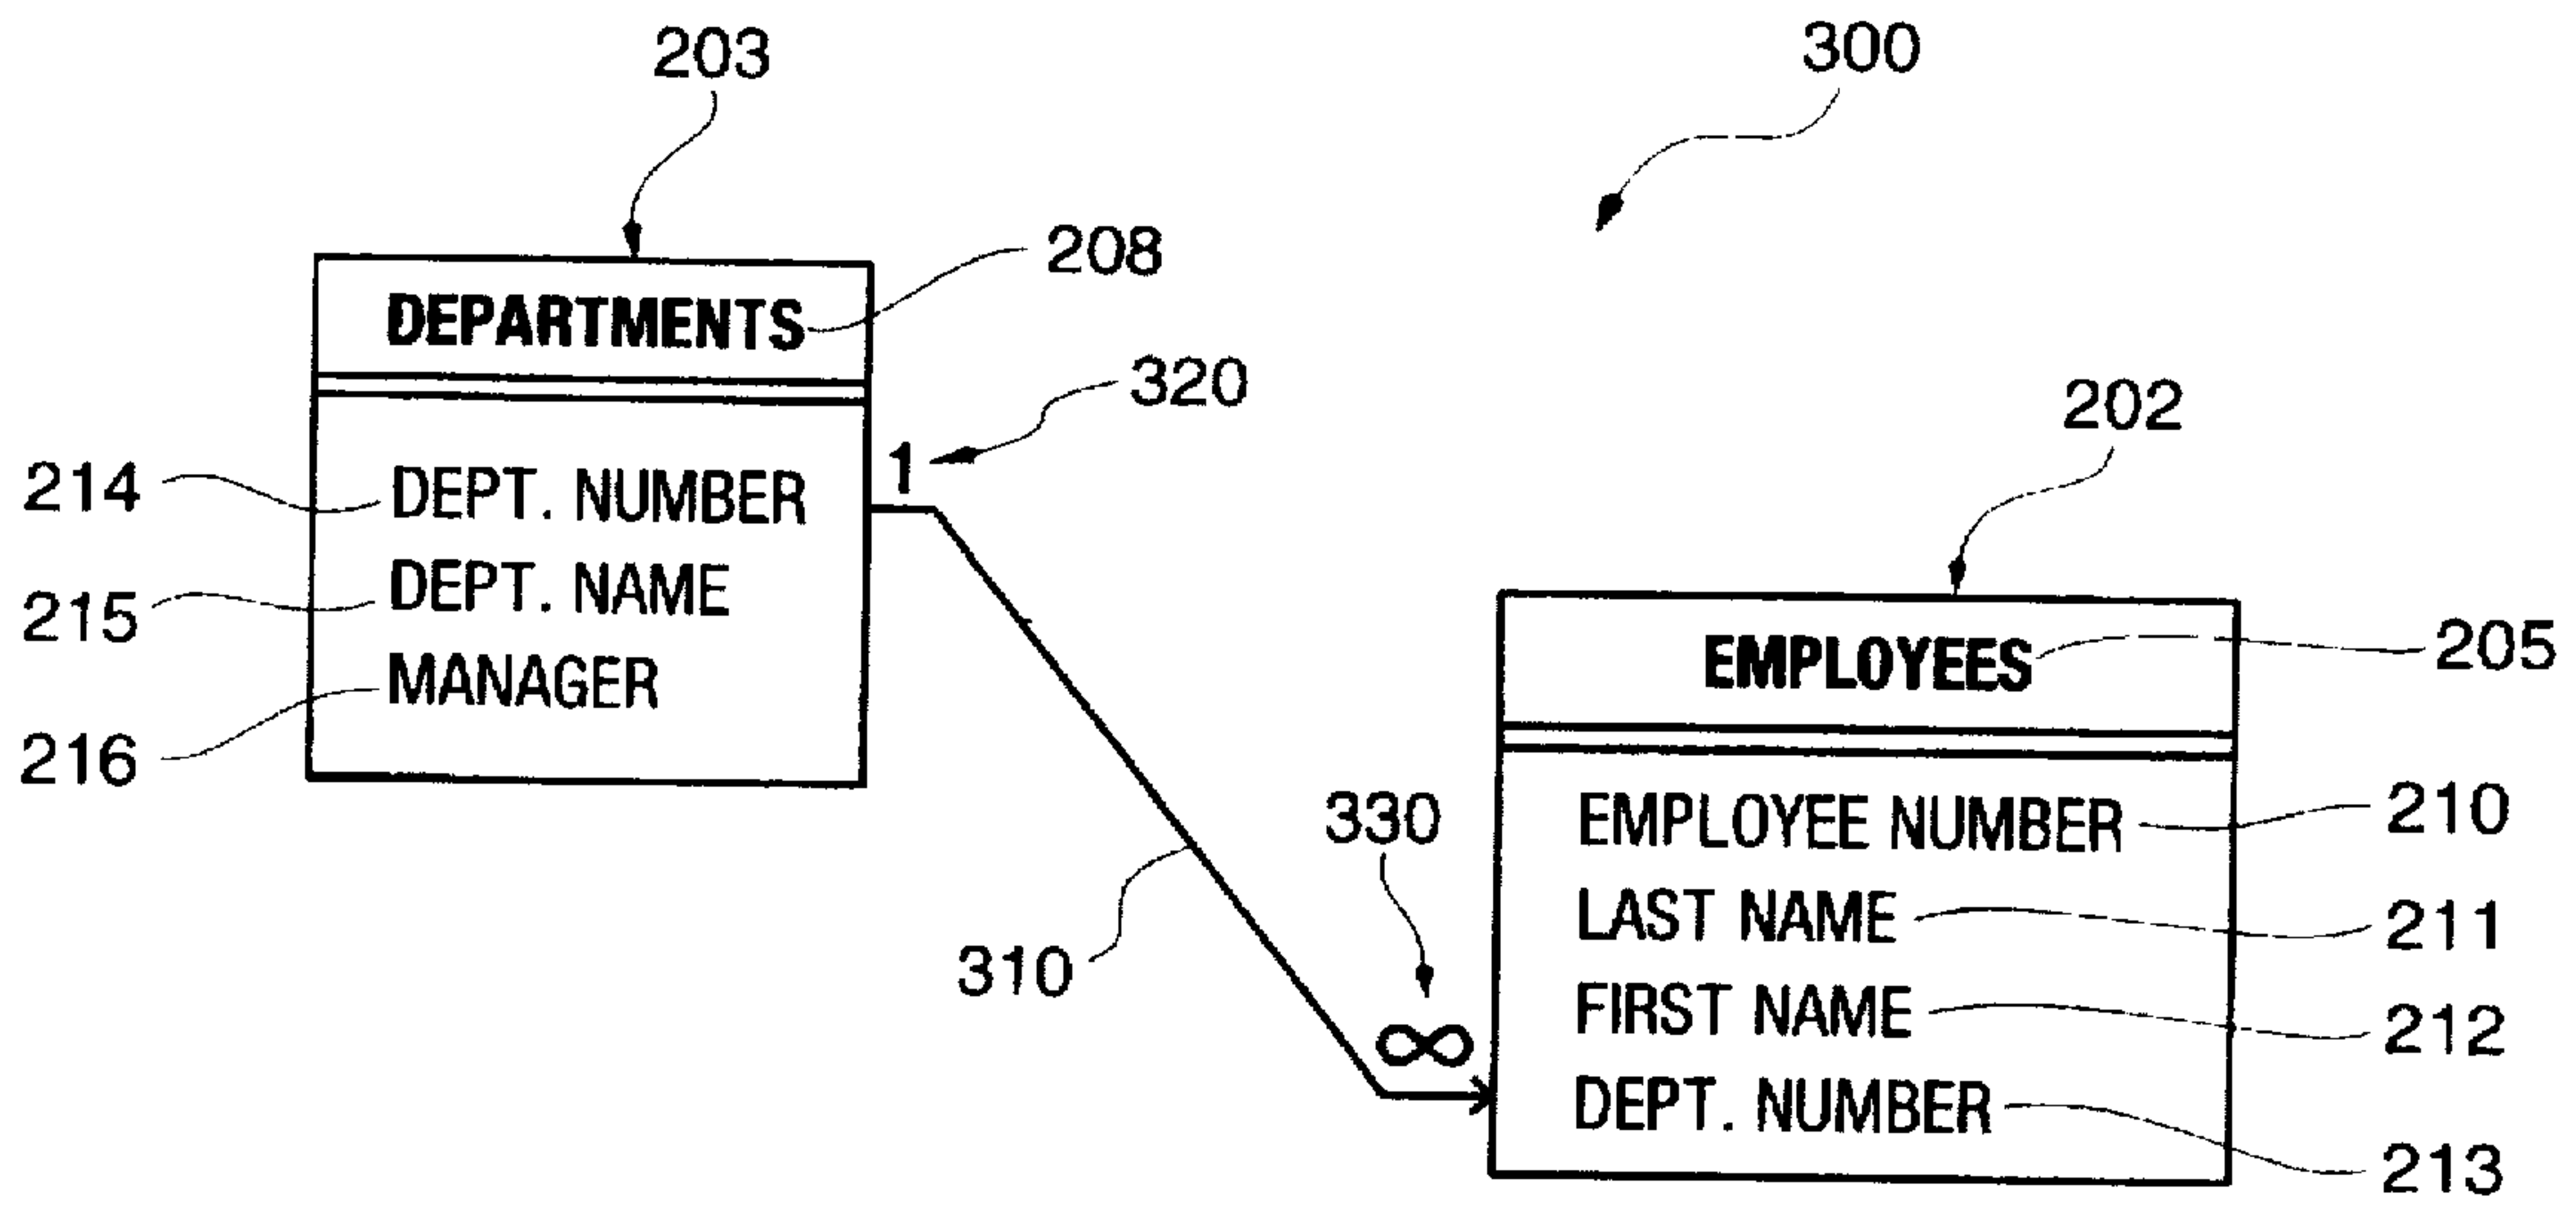 203
300
208
DEPARTMENTS
320
202
1
214
DEPT. NUMBER
215
DEPT. NAME
216
MANAGER
EMPLOYEES
205
330
EMPLOYEE NUMBER
210
LAST NAME
211
310
FIRST NAME
212
∞
DEPT. NUMBER
213